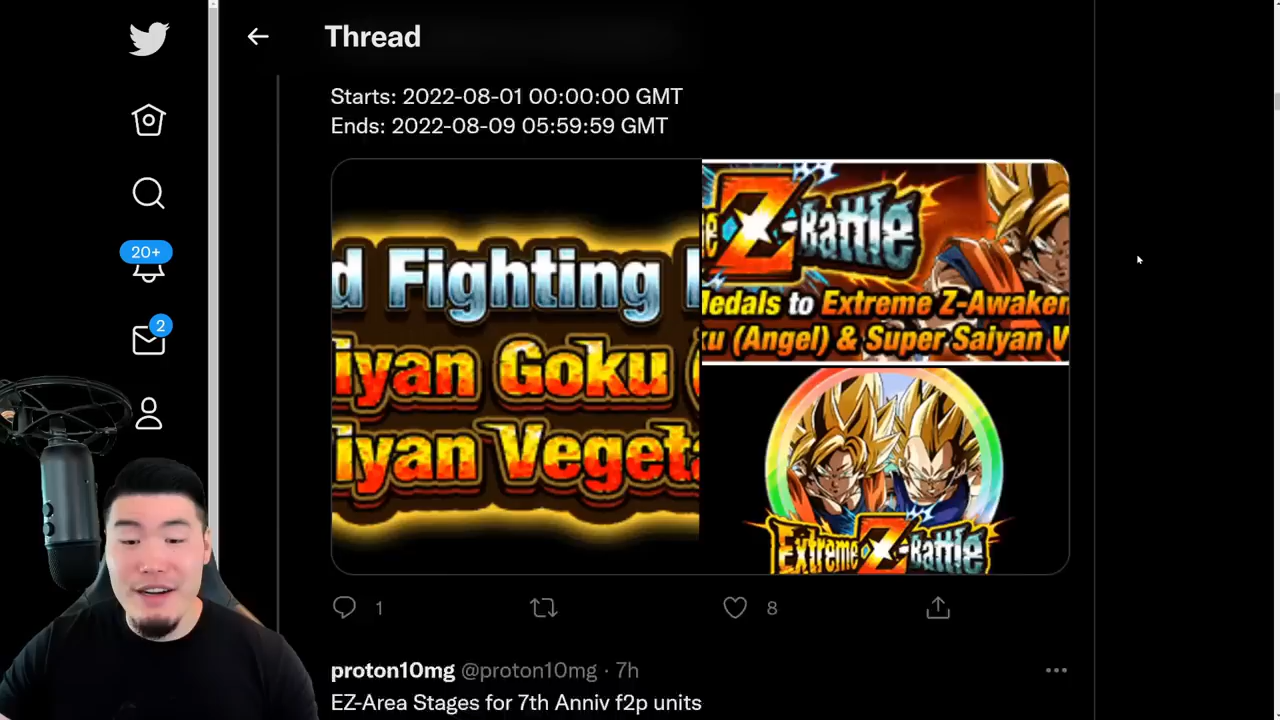 Thread
Starts: 2022-08-01 00:00:00 GMT
Ends: 2022-08-09 05:59:59 GMT
d Fighting
iyan Goku (
iyan Vegeta
e Z-Battle
Medals to Extreme Z-Awaken
ku (Angel) & Super Saiyan V
Extreme Z-Battle
20+
2
1
8
proton10mg @proton10mg · 7h
EZ-Area Stages for 7th Anniv f2p units